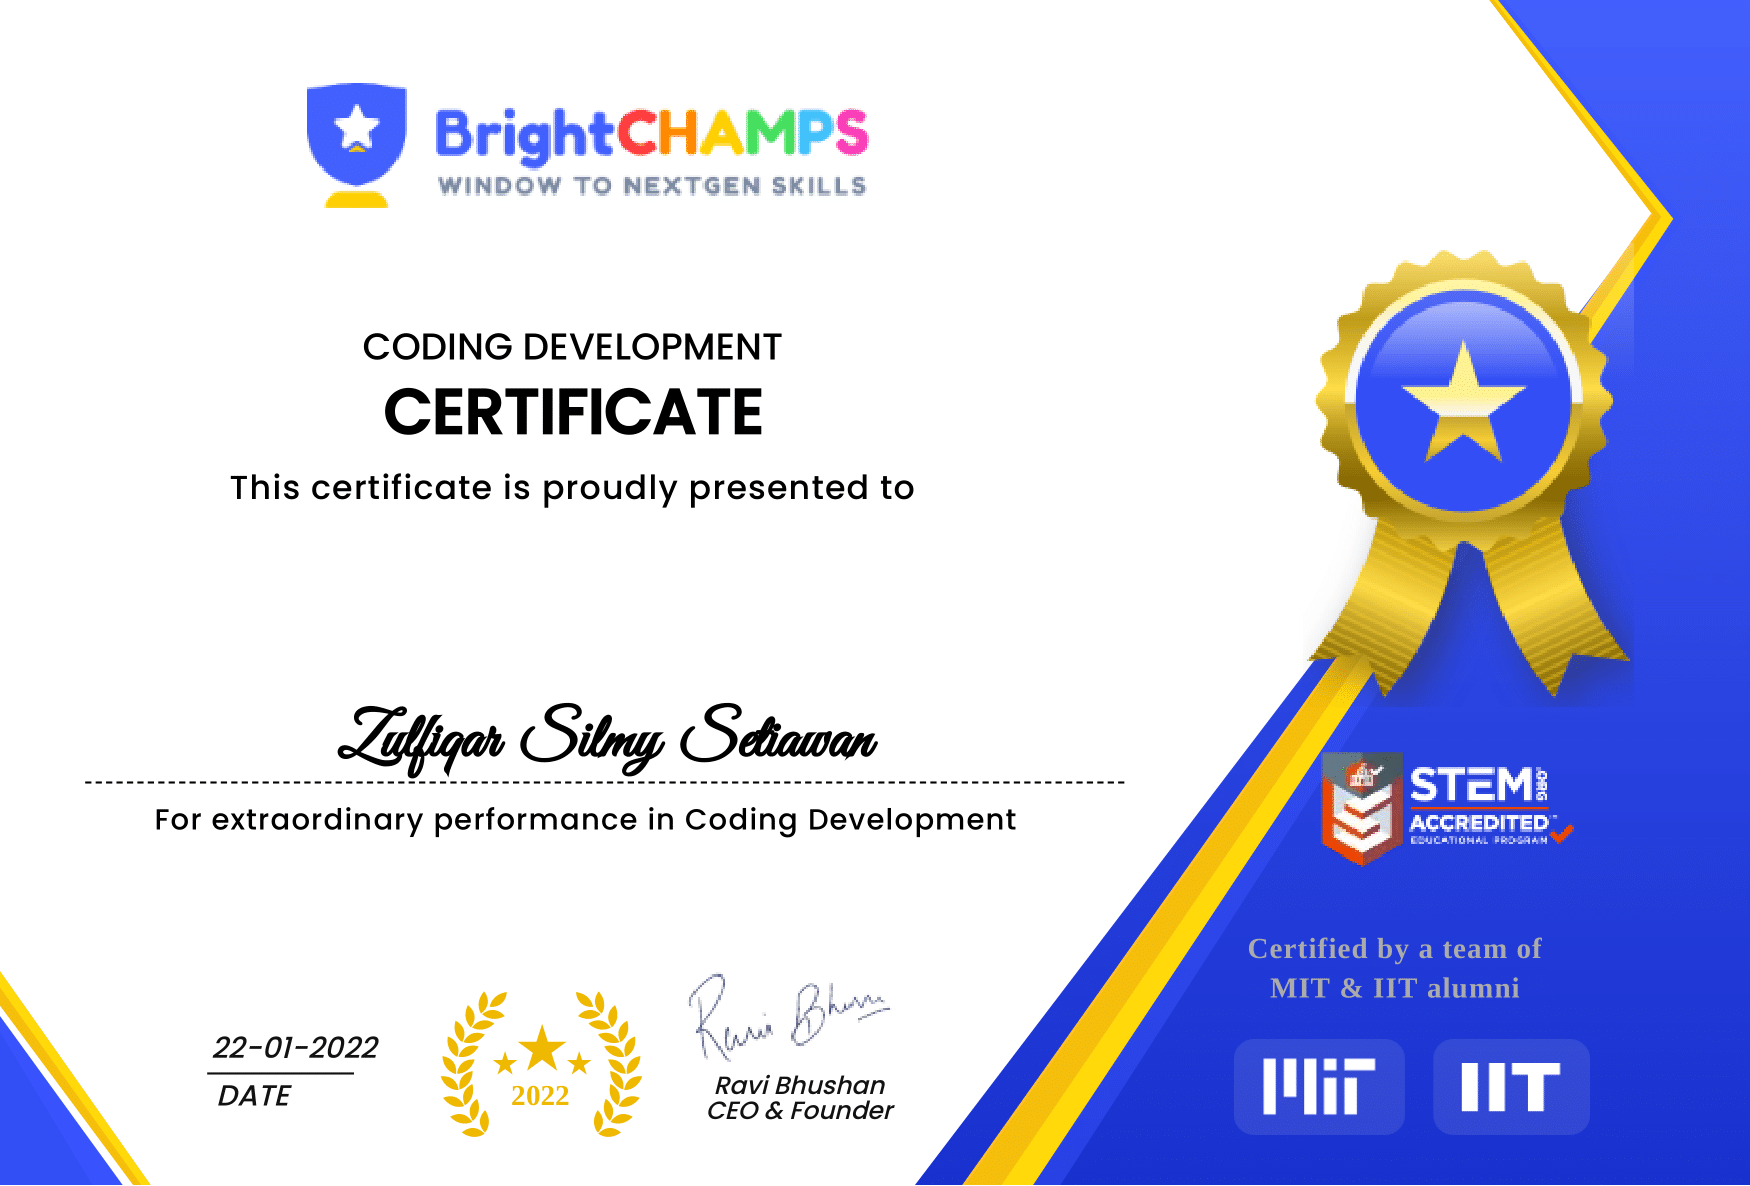 BrightCHAMPS
WINDOW TO NEXTGEN SKILLS
CODING DEVELOPMENT
CERTIFICATE
This certificate is proudly presented to
Zulfiqar Silmy Setiawan
For extraordinary performance in Coding Development
22-01-2022
DATE
2022
Ravi Bhushan
Ravi Bhushan
CEO & Founder
STEM.ORG
ACCREDITED™
EDUCATIONAL PROGRAM
Certified by a team of
MIT & IIT alumni
MIT
IIT